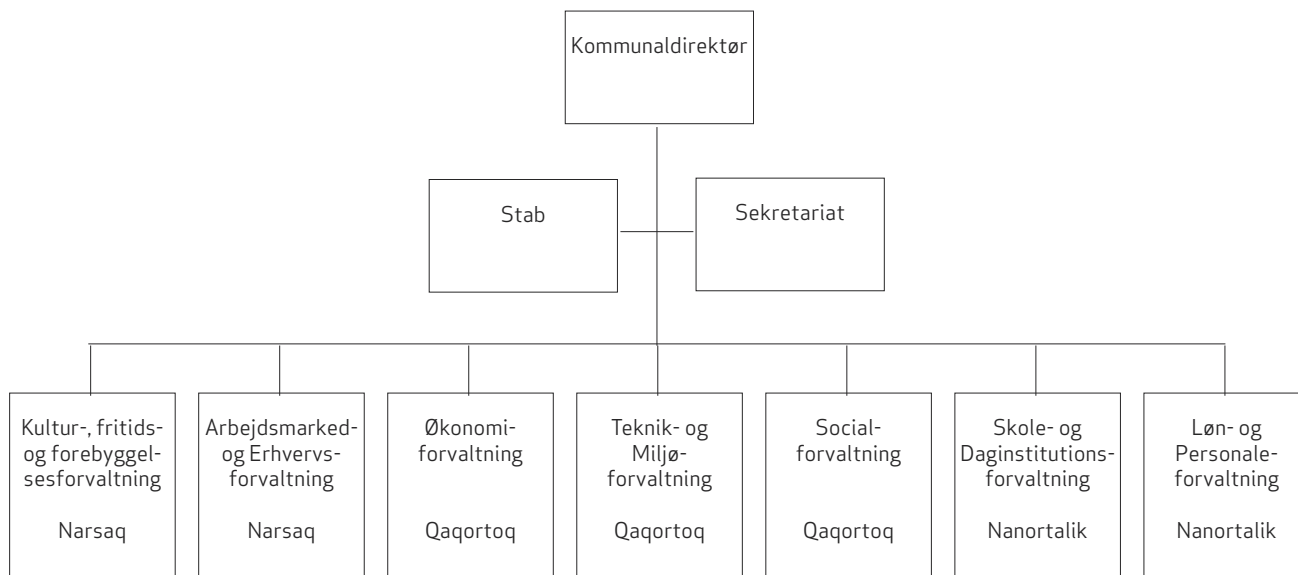 Kommunaldirektør
Stab
Sekretariat
Kultur-, fritids-
og forebyggel-
sesforvaltning
Narsaq
Arbejdsmarked-
og Erhvervs-
forvaltning
Narsaq
Økonomi-
forvaltning
Qaqortoq
Teknik- og
Miljø-
forvaltning
Qaqortoq
Social-
forvaltning
Qaqortoq
Skole- og
Daginstitutions-
forvaltning
Nanortalik
Løn- og
Personale-
forvaltning
Nanortalik